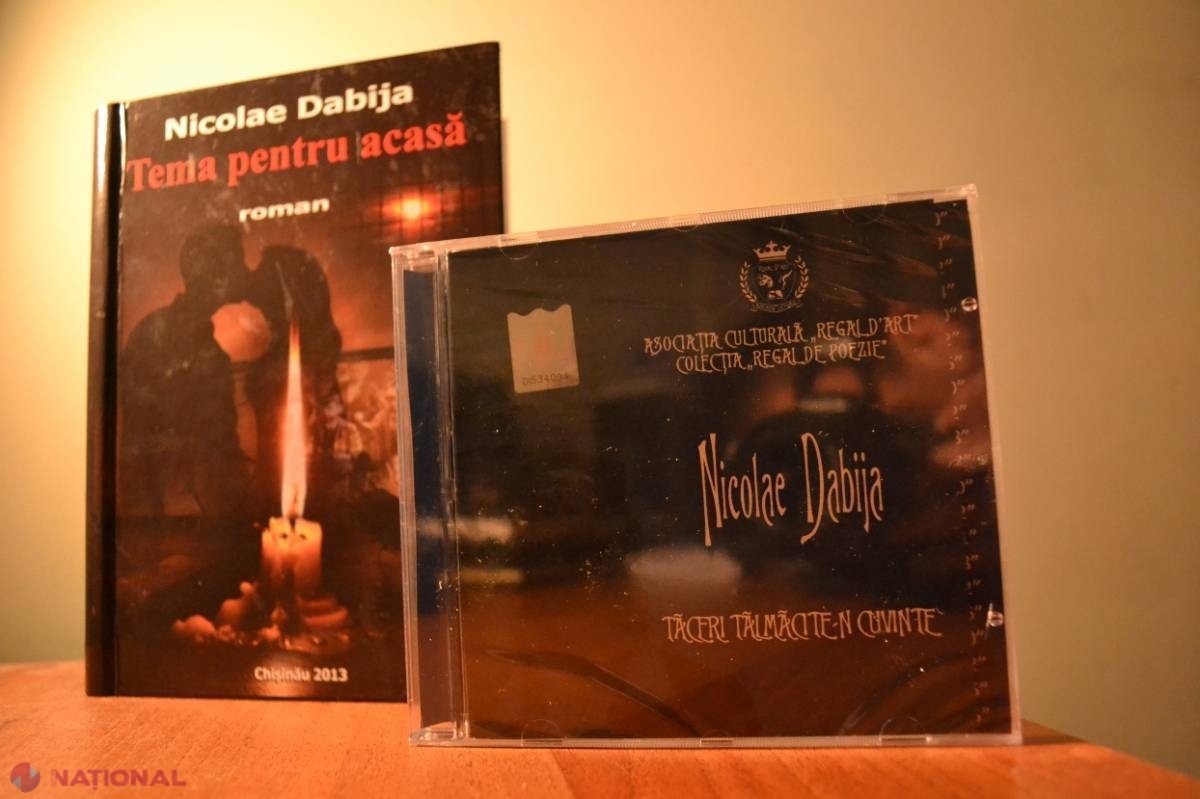 Nicolae Dabija
Tema pentru acasă
roman
Chișinău 2013
ASOCIAȚIA CULTURALĂ „REGAL D'ART"
COLECȚIA „REGAL DE POEZIE"
Nicolae Dabija
TĂCERI TĂLMĂCITE-N CUVINTE
NAȚIONAL